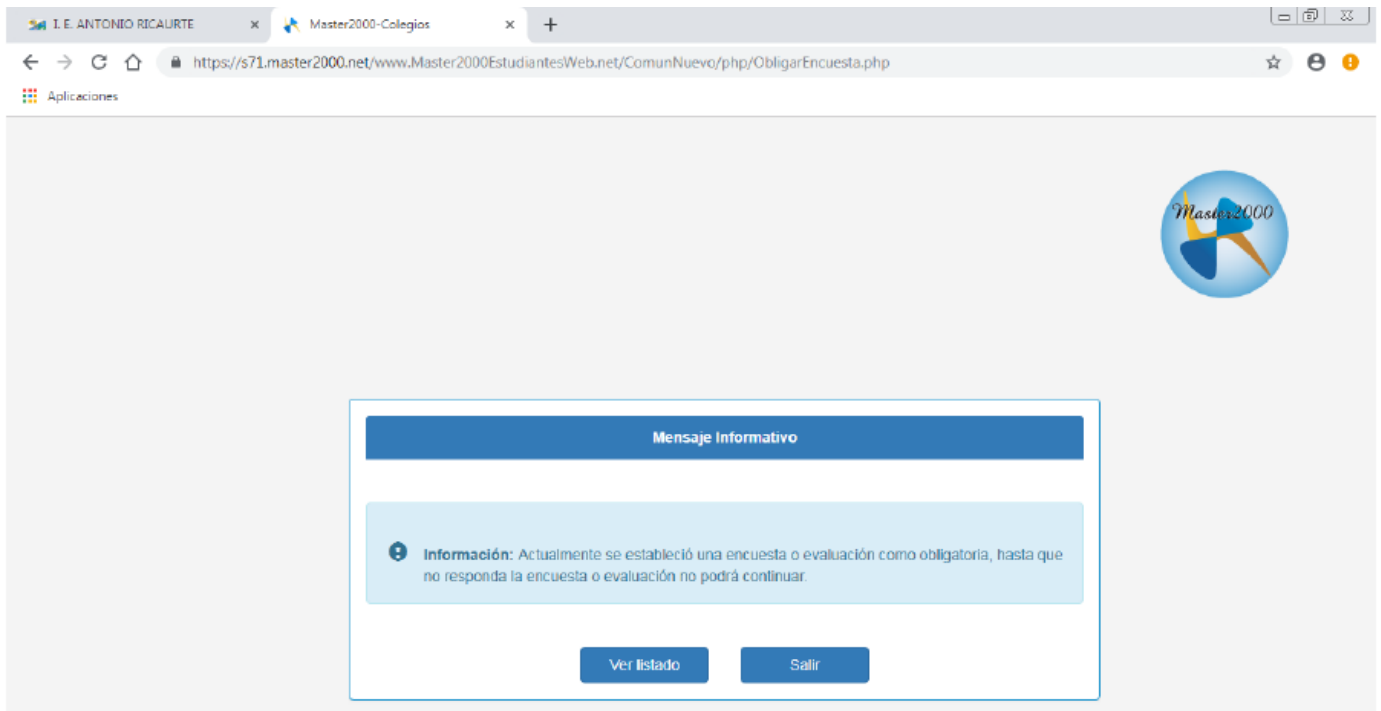 I. E. ANTONIO RICAURTE
Master2000-Colegios
https://s71.master2000.net/www.Master2000EstudiantesWeb.net/ComunNuevo/php/ObligarEncuesta.php
Aplicaciones
Master2000
Mensaje Informativo
Información: Actualmente se estableció una encuesta o evaluación como obligatoria, hasta que
no responda la encuesta o evaluación no podrá continuar.
Ver listado
Salir